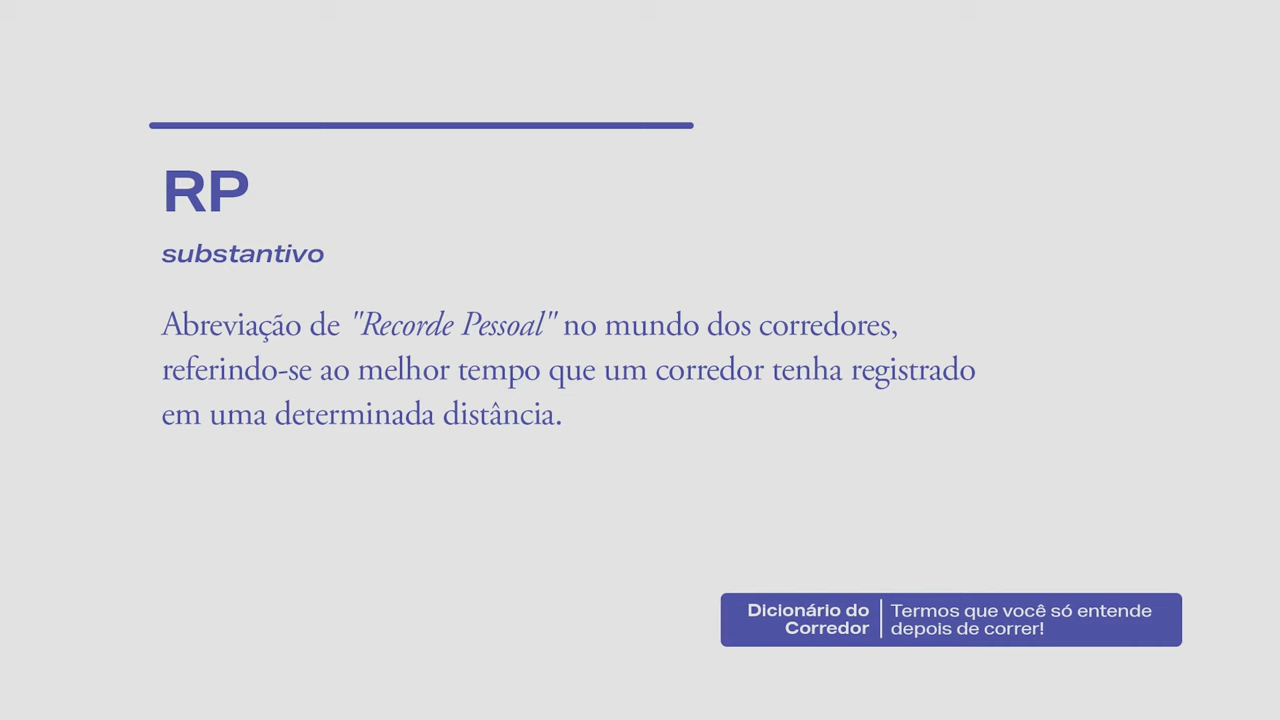 RP
substantivo
Abreviação de "Recorde Pessoal" no mundo dos corredores,
referindo-se ao melhor tempo que um corredor tenha registrado
em uma determinada distância.
Dicionário do
Corredor
Termos que você só entende
depois de correr!